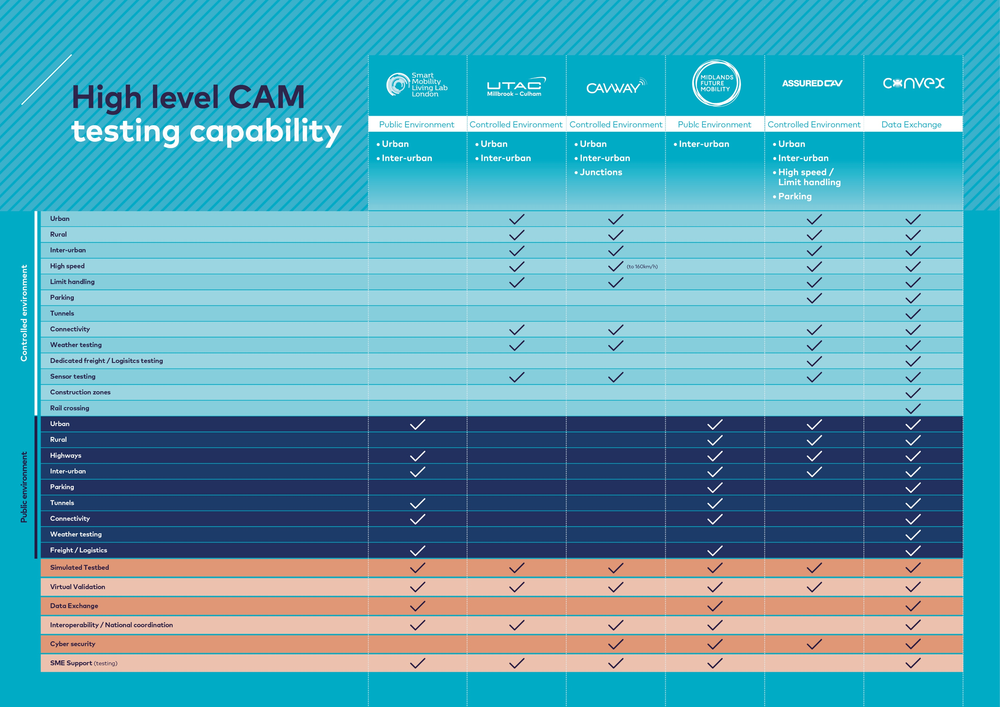 High level CAM
testing capability
Smart
Mobility
Living Lab
London
UTAC
Millbrook – Culham
CAVWAY
MIDLANDS
FUTURE
MOBILITY
ASSUREDCAV
convex
Public Environment
Controlled Environment
Controlled Environment
Publc Environment
Controlled Environment
Data Exchange
• Urban
• Inter-urban
• Urban
• Inter-urban
• Urban
• Inter-urban
• Junctions
• Inter-urban
• Urban
• Inter-urban
• High speed /
Limit handling
• Parking
Controlled environment
Urban
Rural
Inter-urban
High speed
(to 160km/h)
Limit handling
Parking
Tunnels
Connectivity
Weather testing
Dedicated freight / Logisitcs testing
Sensor testing
Construction zones
Rail crossing
Public environment
Urban
Rural
Highways
Inter-urban
Parking
Tunnels
Connectivity
Weather testing
Freight / Logistics
Simulated Testbed
Virtual Validation
Data Exchange
Interoperability / National coordination
Cyber security
SME Support (testing)